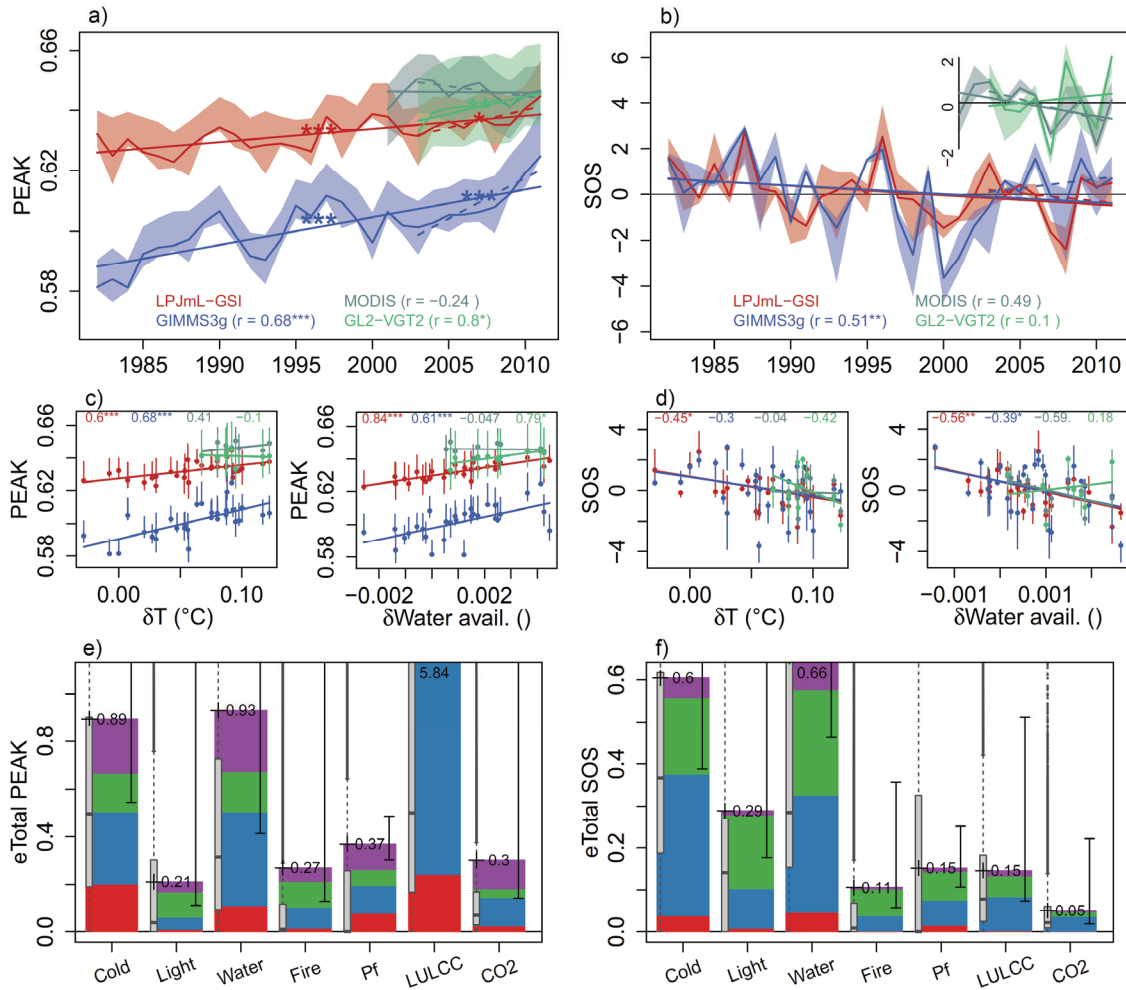 a)
PEAK
0.66
0.62
0.58
***
***
**
*
***
LPJmL−GSI
MODIS (r = −0.24 )
GIMMS3g (r = 0.68***)
GL2−VGT2 (r = 0.8*)
1985 1990 1995 2000 2005 2010
b)
SOS
6
4
2
0
−2
−4
−6
2
0
−2
LPJmL−GSI
MODIS (r = 0.49 )
GIMMS3g (r = 0.51**)
GL2−VGT2 (r = 0.1 )
1985 1990 1995 2000 2005 2010
c)
PEAK
0.66
0.62
0.58
0.6*** 0.68*** 0.41 −0.1
0.00 0.10
δT (°C)
PEAK
0.66
0.62
0.58
0.84*** 0.61*** −0.047 0.79*
−0.002 0.002
δWater avail. ()
d)
SOS
4
2
0
−4
−0.45* −0.3 −0.04 −0.42
0.00 0.10
δT (°C)
SOS
4
2
0
−4
−0.56** −0.39* −0.59. 0.18
−0.001 0.001
δWater avail. ()
e)
eTotal PEAK
0.8
0.4
0.0
0.89
0.21
0.93
0.27
0.37
5.84
0.3
Cold Light Water Fire Pf LULCC CO2
f)
eTotal SOS
0.6
0.4
0.2
0.0
0.6
0.29
0.66
0.11
0.15
0.15
0.05
Cold Light Water Fire Pf LULCC CO2